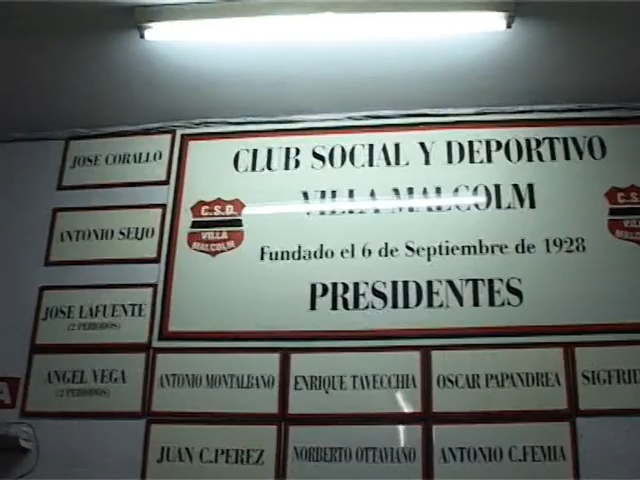 JOSE CORALLO
CLUB SOCIAL Y DEPORTIVO
VILLA MALCOLM
C.S.D.
VILLA
MALCOLM
C.S.
ANTONIO SEIJO
Fundado el 6 de Septiembre de 1928
PRESIDENTES
JOSE LAFUENTE
(2 PERIODOS)
ANGEL VEGA
(2 PERIODOS)
ANTONIO MONTALBANO
ENRIQUE TAVECCHIA
OSCAR PAPANDREA
JUAN C.PEREZ
NORBERTO OTTAVIANO
ANTONIO C.FEMIA